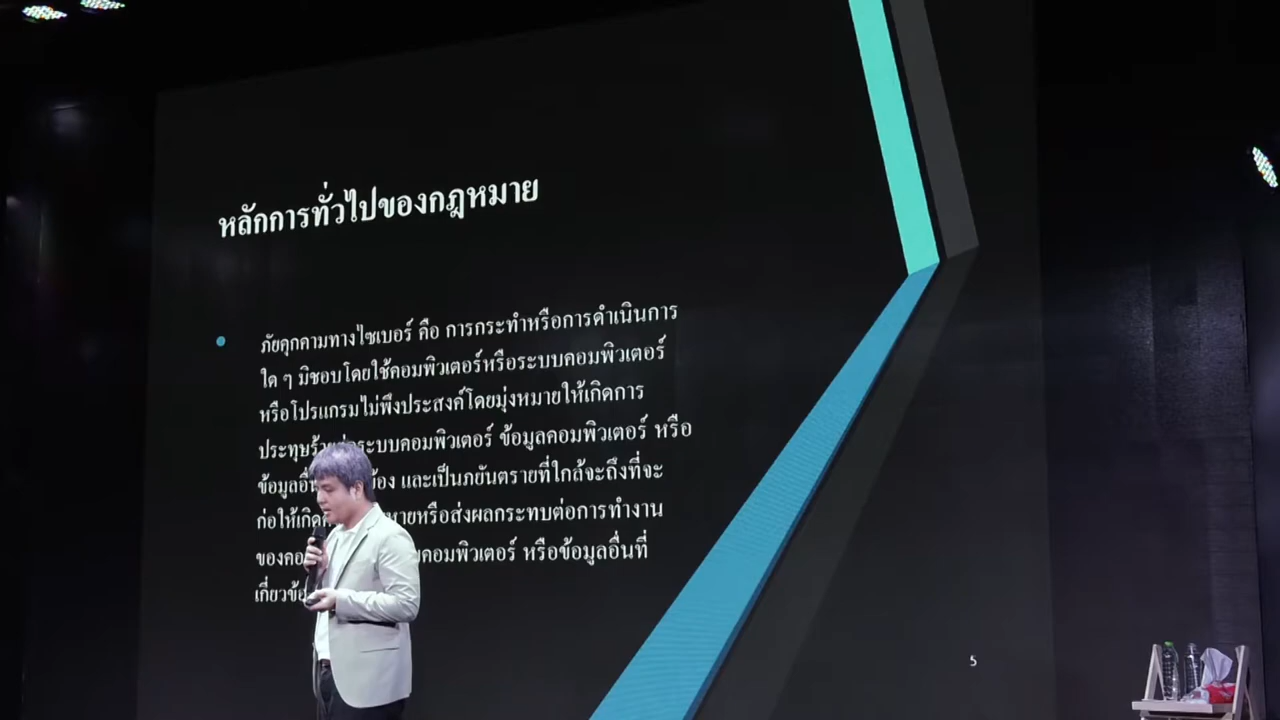 หลักการทั่วไปของกฎหมาย
ภัยคุกคามทางไซเบอร์ คือ การกระทำหรือการดำเนินการ
ใด ๆ มิชอบโดยใช้คอมพิวเตอร์หรือระบบคอมพิวเตอร์
หรือโปรแกรมไม่พึงประสงค์โดยมุ่งหมายให้เกิดการ
ประทุษร้ายต่อระบบคอมพิวเตอร์ ข้อมูลคอมพิวเตอร์ หรือ
ข้อมูลอื่น และเป็นภยันตรายที่ใกล้จะถึงที่จะ
ก่อให้เกิด หรือส่งผลกระทบต่อการทำงาน
ของ คอมพิวเตอร์ หรือข้อมูลอื่นที่
เกี่ยวข้อง
5